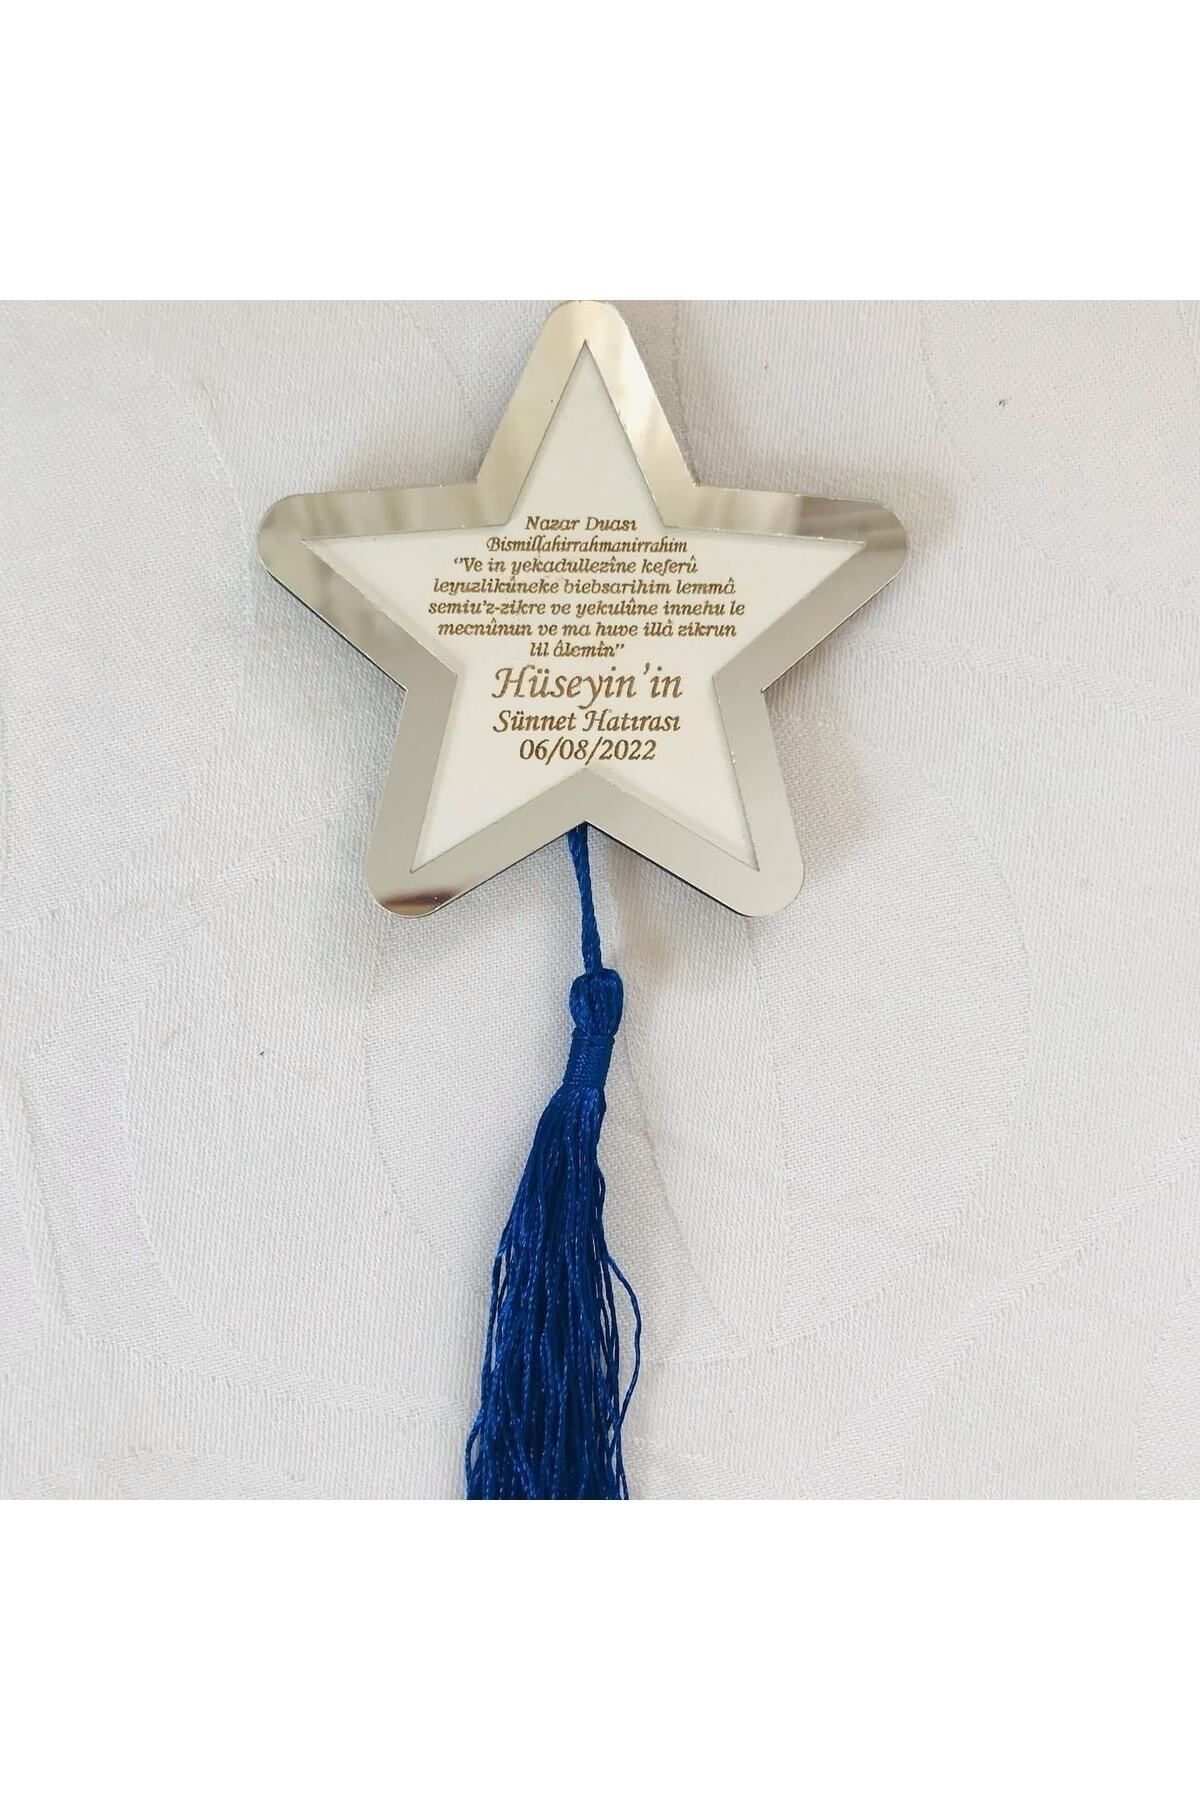 Nazar Duası
Bismillahirrahmanirrahim
“Ve in yekadullezîne keferû
leyuzlikûneke biebsarihim lemmâ
semiu’z-zikre ve yekulûne innehu le
mecnûnun ve ma huve illâ zikrun
lil âlemîn”
Hüseyin’in
Sünnet Hatırası
06/08/2022